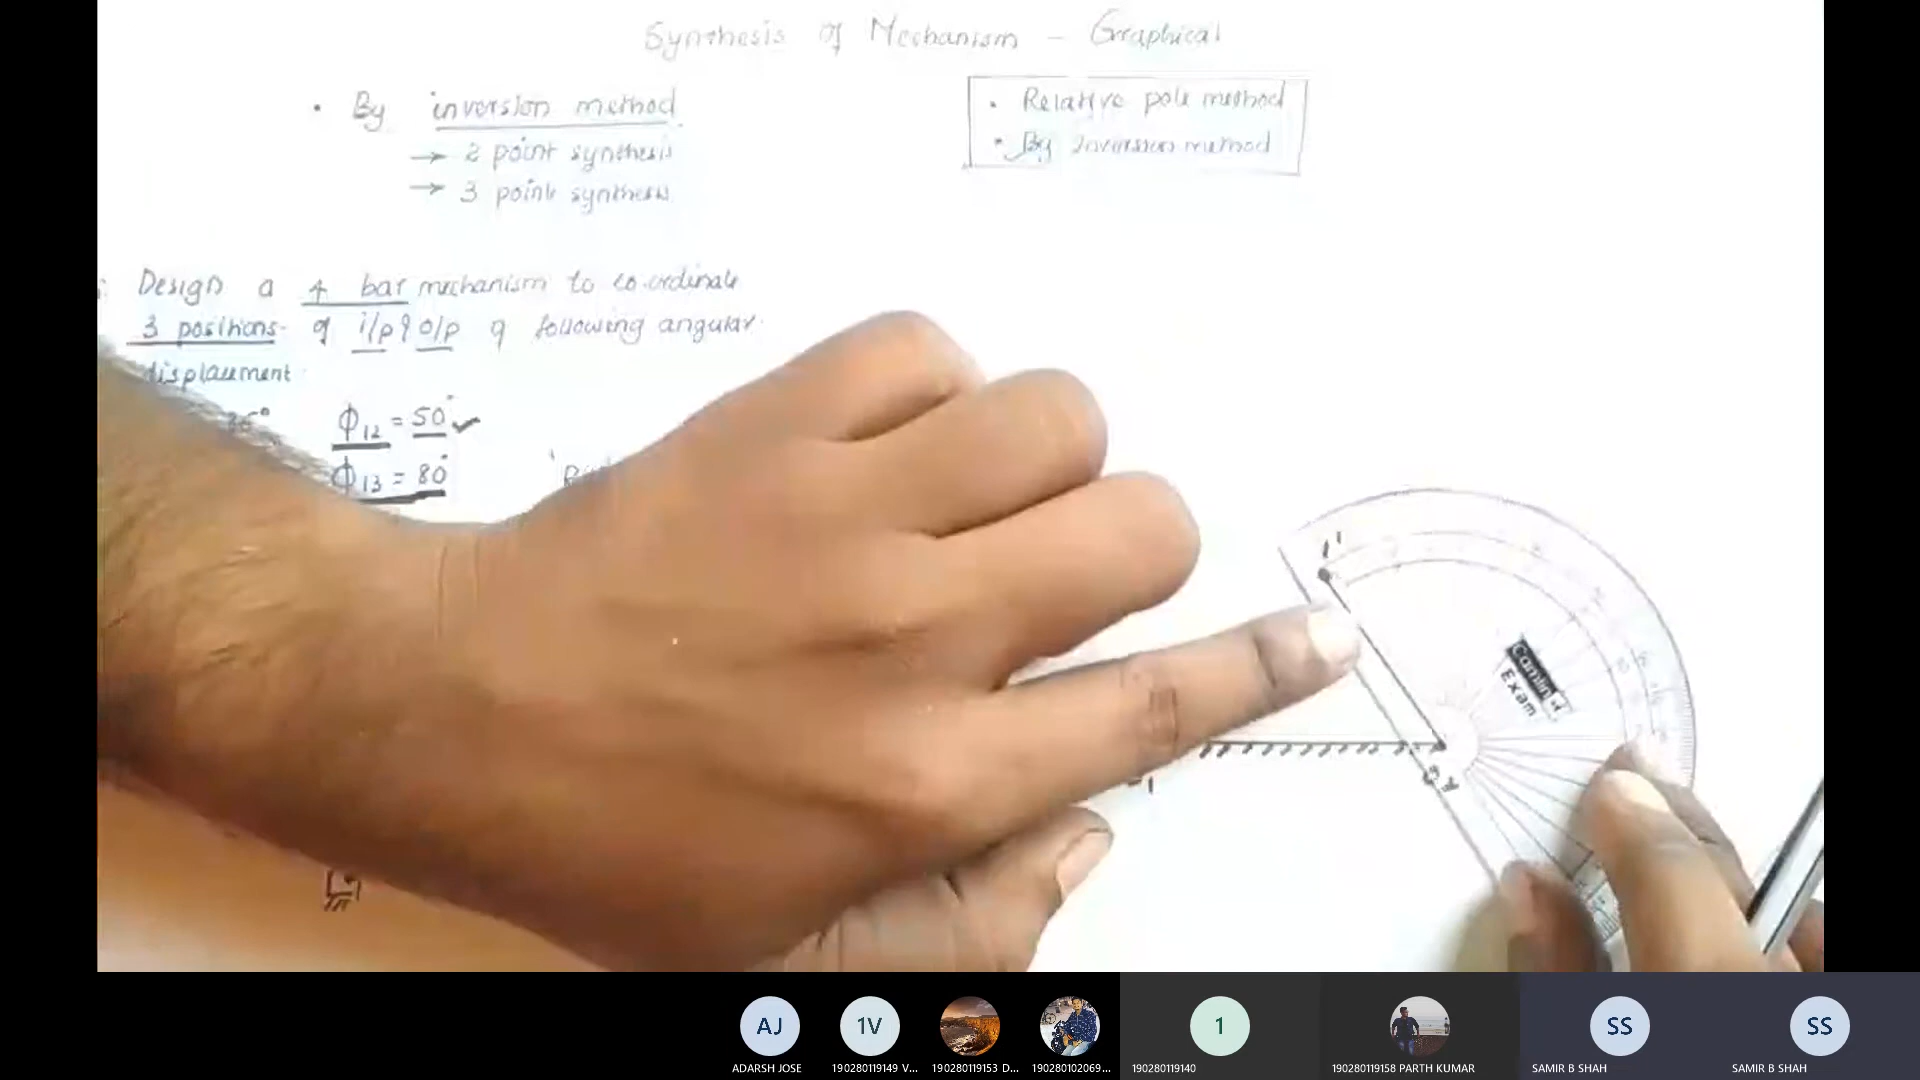 Synthesis of Mechanism - Graphical
• By inversion method
→ 2 point synthesis
→ 3 point synthesis
• Relative pole method
• By Inversion method
Design a 4 bar mechanism to co-ordinate
3 positions of i/p & o/p of following angular
displacement
ϕ12 = 50° ✓
ϕ13 = 80°
1'
Camlin
Exam
AJ
1V
1
SS
SS
ADARSH JOSE
190280119149 V...
190280119153 D...
190280102069...
190280119140
190280119158 PARTH KUMAR
SAMIR B SHAH
SAMIR B SHAH